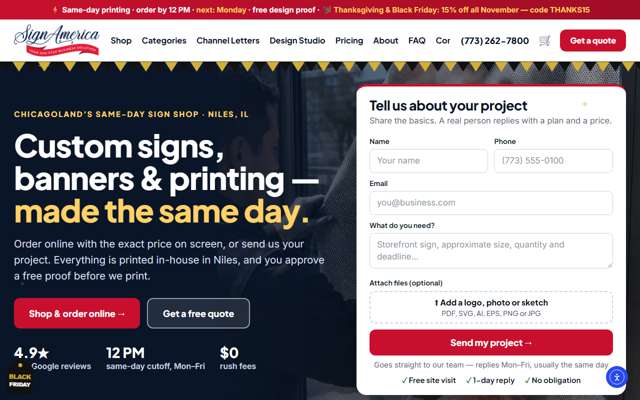 Same-day printing · order by 12 PM · next: Monday · free design proof · Thanksgiving & Black Friday: 15% off all November — code THANKS15
SignAmerica
Shop Categories Channel Letters Design Studio Pricing About FAQ Cor (773) 262-7800 Get a quote
CHICAGOLAND'S SAME-DAY SIGN SHOP · NILES, IL
Custom signs,
banners & printing —
made the same day.
Order online with the exact price on screen, or send us your
project. Everything is printed in-house in Niles, and you approve
a free proof before we print.
Shop & order online →
Get a free quote
4.9★
Google reviews
12 PM
same-day cutoff, Mon–Fri
$0
rush fees
BLACK
FRIDAY
Tell us about your project
Share the basics. A real person replies with a plan and a price.
Name
Your name
Phone
(773) 555-0100
Email
you@business.com
What do you need?
Storefront sign, approximate size, quantity and
deadline...
Attach files (optional)
⬆ Add a logo, photo or sketch
PDF, SVG, AI, EPS, PNG or JPG
Send my project →
Goes straight to our team — replies Mon–Fri, usually the same day
✓ Free site visit ✓ 1-day reply ✓ No obligation